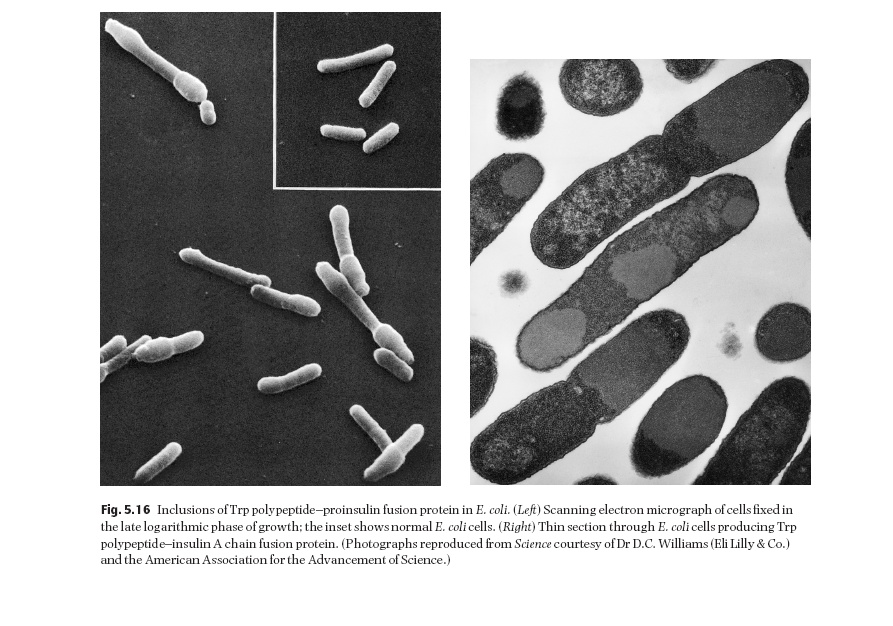 Fig. 5.16 Inclusions of Trp polypeptide–proinsulin fusion protein in E. coli. (Left) Scanning electron micrograph of cells fixed in
the late logarithmic phase of growth; the inset shows normal E. coli cells. (Right) Thin section through E. coli cells producing Trp
polypeptide–insulin A chain fusion protein. (Photographs reproduced from Science courtesy of Dr D.C. Williams (Eli Lilly & Co.)
and the American Association for the Advancement of Science.)